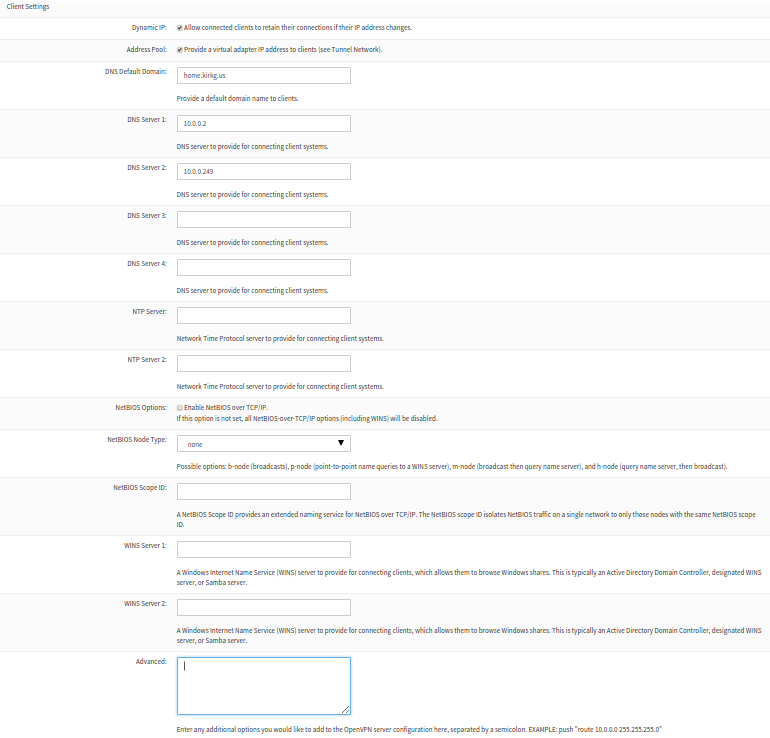 Client Settings
Dynamic IP: Allow connected clients to retain their connections if their IP address changes.
Address Pool: Provide a virtual adapter IP address to clients (see Tunnel Network).
DNS Default Domain: home.kirkg.us
Provide a default domain name to clients.
DNS Server 1: 10.0.0.2
DNS server to provide for connecting client systems.
DNS Server 2: 10.0.0.249
DNS server to provide for connecting client systems.
DNS Server 3:
DNS server to provide for connecting client systems.
DNS Server 4:
DNS server to provide for connecting client systems.
NTP Server:
Network Time Protocol server to provide for connecting client systems.
NTP Server 2:
Network Time Protocol server to provide for connecting client systems.
NetBIOS Options: Enable NetBIOS over TCP/IP.
If this option is not set, all NetBIOS-over-TCP/IP options (including WINS) will be disabled.
NetBIOS Node Type: none
Possible options: b-node (broadcasts), p-node (point-to-point name queries to a WINS server), m-node (broadcast then query name server), and h-node (query name server, then broadcast).
NetBIOS Scope ID:
A NetBIOS Scope ID provides an extended naming service for NetBIOS over TCP/IP. The NetBIOS scope ID isolates NetBIOS traffic on a single network to only those nodes with the same NetBIOS scope
ID.
WINS Server 1:
A Windows Internet Name Service (WINS) server to provide for connecting clients, which allows them to browse Windows shares. This is typically an Active Directory Domain Controller, designated WINS
server, or Samba server.
WINS Server 2:
A Windows Internet Name Service (WINS) server to provide for connecting clients, which allows them to browse Windows shares. This is typically an Active Directory Domain Controller, designated WINS
server, or Samba server.
Advanced:
Enter any additional options you would like to add to the OpenVPN server configuration here, separated by a semicolon. EXAMPLE: push "route 10.0.0.0 255.255.255.0"